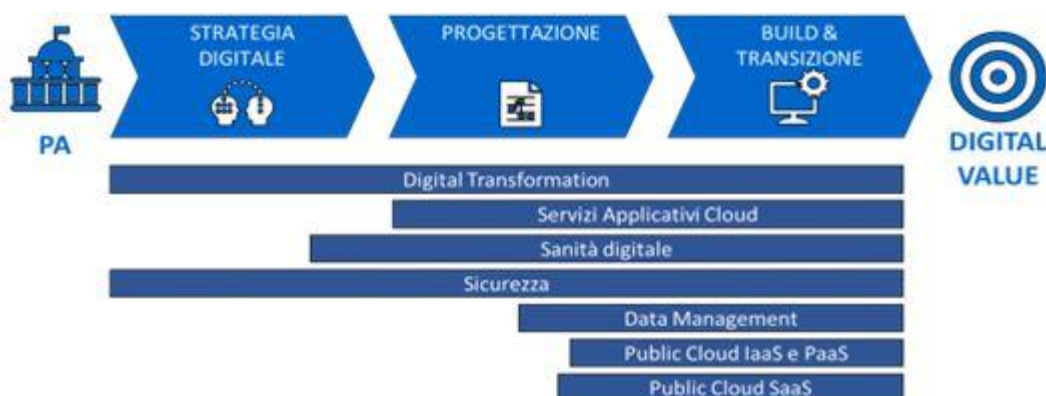 STRATEGIA
DIGITALE
PROGETTAZIONE
BUILD &
TRANSIZIONE
PA
DIGITAL
VALUE
Digital Transformation
Servizi Applicativi Cloud
Sanità digitale
Sicurezza
Data Management
Public Cloud IaaS e PaaS
Public Cloud SaaS